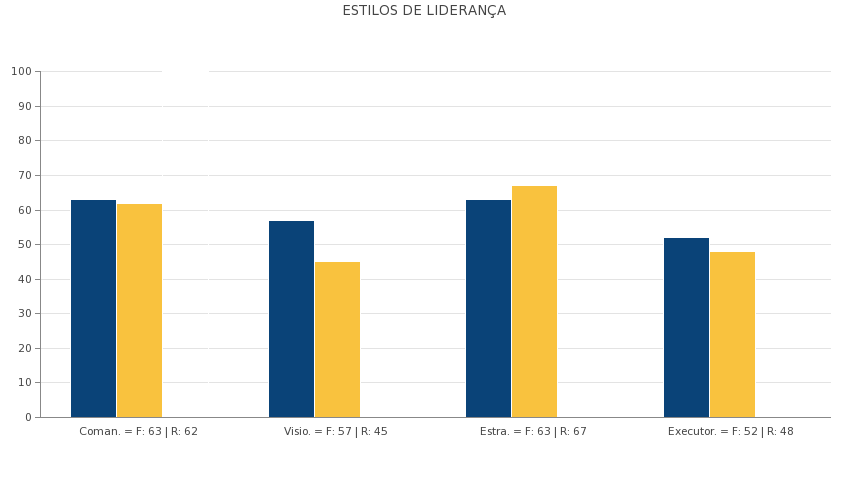 ESTILOS DE LIDERANÇA
100
90
80
70
60
50
40
30
20
10
0
Coman. = F: 63 | R: 62
Visio. = F: 57 | R: 45
Estra. = F: 63 | R: 67
Executor. = F: 52 | R: 48